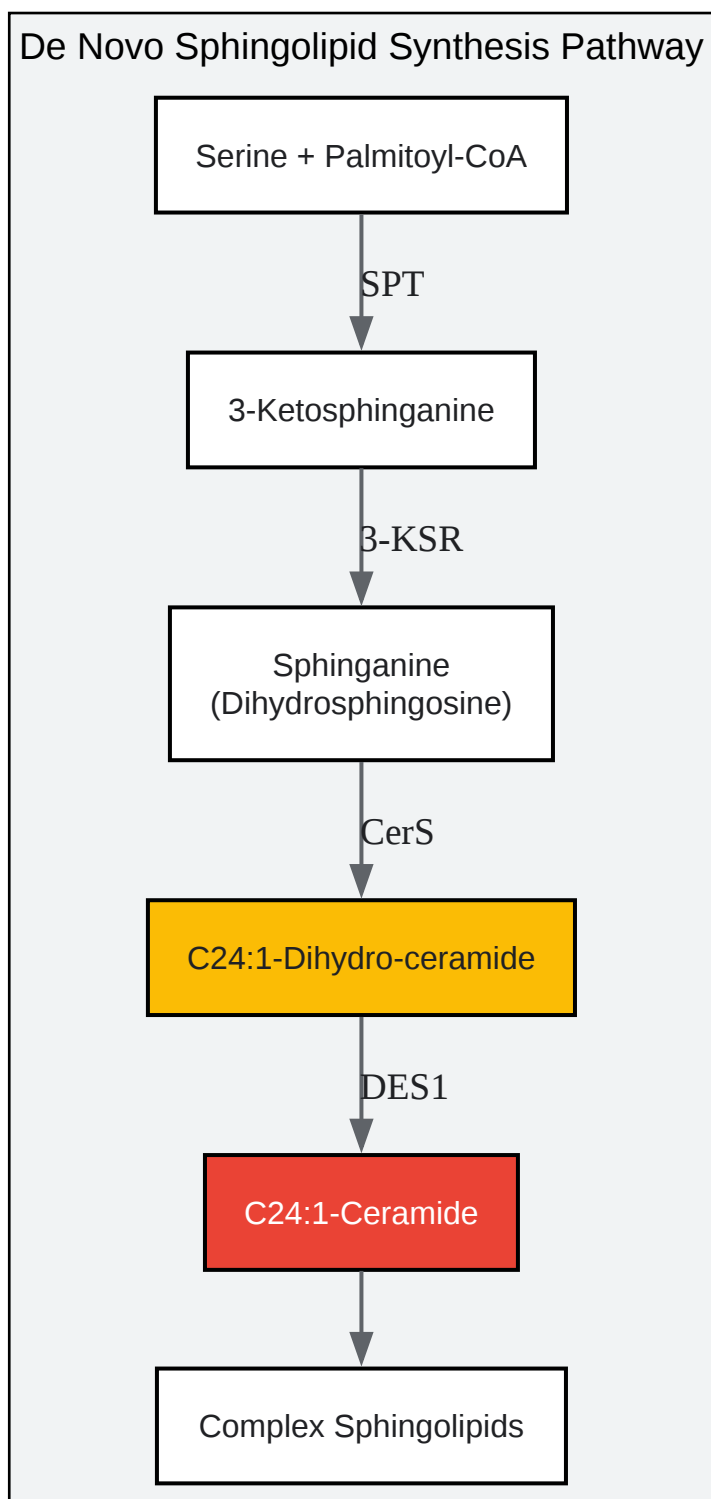 De Novo Sphingolipid Synthesis Pathway
Serine + Palmitoyl-CoA
SPT
3-Ketosphinganine
3-KSR
Sphinganine
(Dihydrosphingosine)
CerS
C24:1-Dihydro-ceramide
DES1
C24:1-Ceramide
Complex Sphingolipids